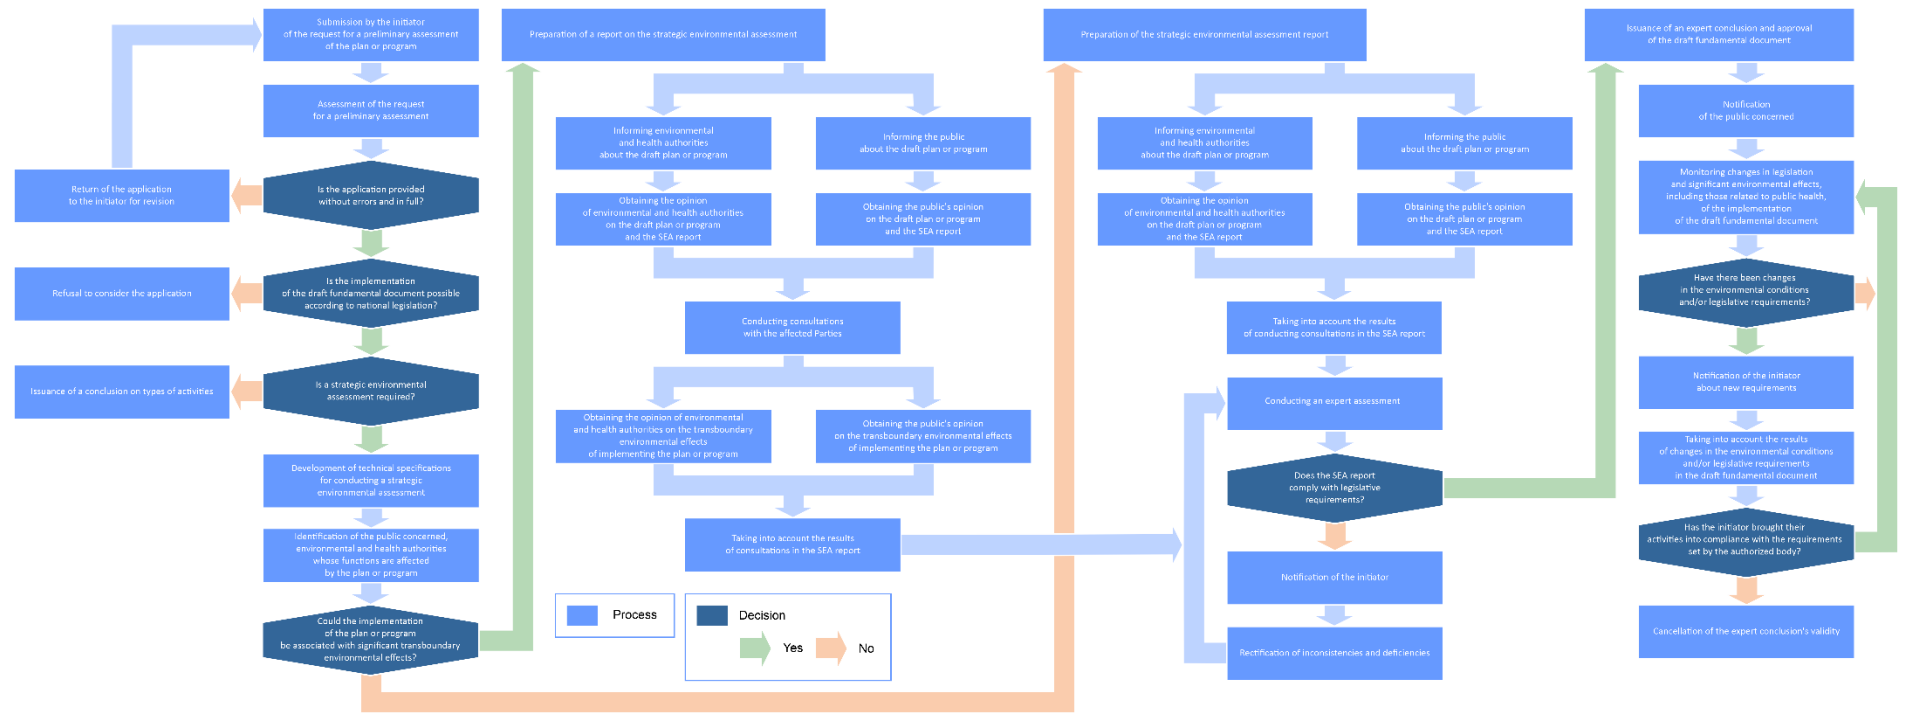 Submission by the initiator
of the request for a preliminary assessment
of the plan or program
Assessment of the request
for a preliminary assessment
Is the application provided
without errors and in full?
Return of the application
to the initiator for revision
Is the implementation
of the draft fundamental document possible
according to national legislation?
Refusal to consider the application
Is a strategic environmental
assessment required?
Issuance of a conclusion on types of activities
Development of technical specifications
for conducting a strategic
environmental assessment
Identification of the public concerned,
environmental and health authorities
whose functions are affected
by the plan or program
Could the implementation
of the plan or program
be associated with significant transboundary
environmental effects?
Preparation of a report on the strategic environmental assessment
Informing environmental
and health authorities
about the draft plan or program
Informing the public
about the draft plan or program
Obtaining the opinion
of environmental and health authorities
on the draft plan or program
and the SEA report
Obtaining the public's opinion
on the draft plan or program
and the SEA report
Conducting consultations
with the affected Parties
Obtaining the opinion of environmental
and health authorities on the transboundary
environmental effects
of implementing the plan or program
Obtaining the public's opinion
on the transboundary environmental effects
of implementing the plan or program
Taking into account the results
of consultations in the SEA report
Process
Decision
Yes
No
Preparation of the strategic environmental assessment report
Informing environmental
and health authorities
about the draft plan or program
Informing the public
about the draft plan or program
Obtaining the opinion
of environmental and health authorities
on the draft plan or program
and the SEA report
Obtaining the public's opinion
on the draft plan or program
and the SEA report
Taking into account the results
of conducting consultations in the SEA report
Conducting an expert assessment
Does the SEA report
comply with legislative
requirements?
Notification of the initiator
Rectification of inconsistencies and deficiencies
Issuance of an expert conclusion and approval
of the draft fundamental document
Notification
of the public concerned
Monitoring changes in legislation
and significant environmental effects,
including those related to public health,
of the implementation
of the draft fundamental document
Have there been changes
in the environmental conditions
and/or legislative requirements?
Notification of the initiator
about new requirements
Taking into account the results
of changes in the environmental conditions
and/or legislative requirements
in the draft fundamental document
Has the initiator brought their
activities into compliance with the requirements
set by the authorized body?
Cancellation of the expert conclusion's validity